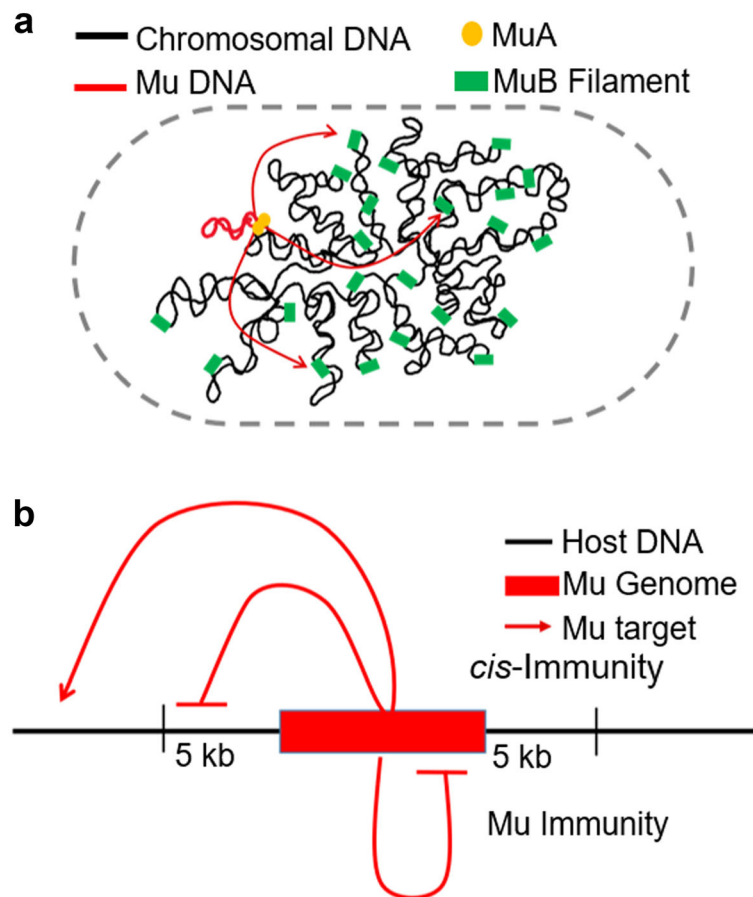 a
Chromosomal DNA
MuA
Mu DNA
MuB Filament
b
Host DNA
Mu Genome
Mu target
cis-Immunity
5 kb
5 kb
Mu Immunity